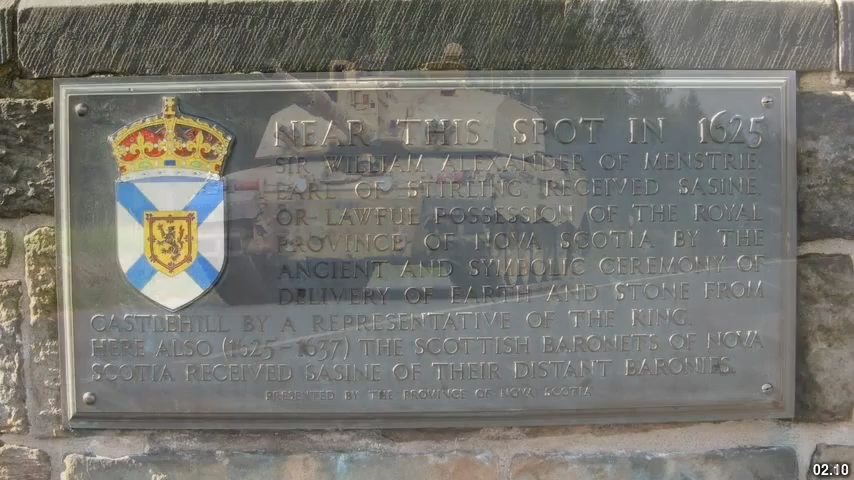 NEAR THIS SPOT IN 1625
SIR WILLIAM ALEXANDER OF MENSTRIE
EARL OF STIRLING RECEIVED SASINE
OR LAWFUL POSSESSION OF THE ROYAL
PROVINCE OF NOVA SCOTIA BY THE
ANCIENT AND SYMBOLIC CEREMONY OF
DELIVERY OF EARTH AND STONE FROM
CASTLEHILL BY A REPRESENTATIVE OF THE KING.
HERE ALSO (1625-1637) THE SCOTTISH BARONETS OF NOVA
SCOTIA RECEIVED SASINE OF THEIR DISTANT BARONIES.
PRESENTED BY THE PROVINCE OF NOVA SCOTIA
02.10